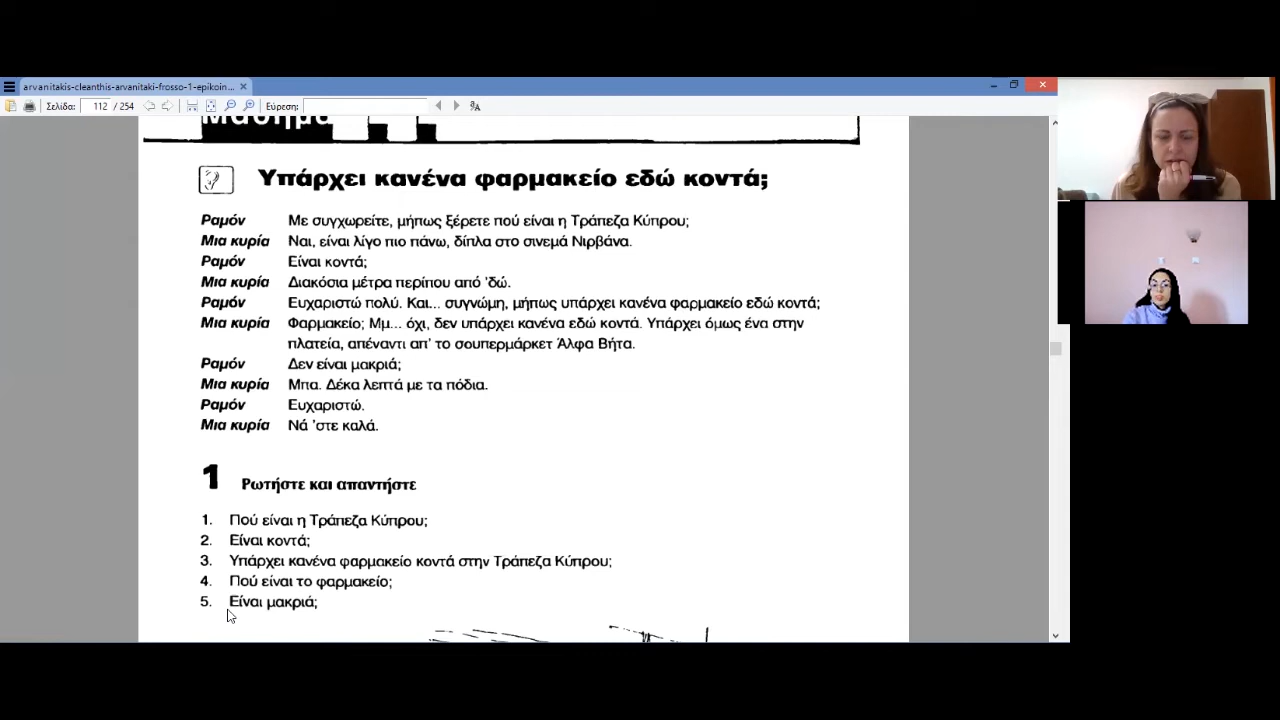 arvanitakis-cleanthis-arvanitaki-frosso-1-epikoin...
Σελίδα: 112 / 254 Εύρεση:
Μάθημα
Υπάρχει κανένα φαρμακείο εδώ κοντά;
Ραμόν Με συγχωρείτε, μήπως ξέρετε πού είναι η Τράπεζα Κύπρου;
Μια κυρία Ναι, είναι λίγο πιο πάνω, δίπλα στο σινεμά Νιρβάνα.
Ραμόν Είναι κοντά;
Μια κυρία Διακόσια μέτρα περίπου από 'δώ.
Ραμόν Ευχαριστώ πολύ. Και... συγνώμη, μήπως υπάρχει κανένα φαρμακείο εδώ κοντά;
Μια κυρία Φαρμακείο; Μμ... όχι, δεν υπάρχει κανένα εδώ κοντά. Υπάρχει όμως ένα στην
πλατεία, απέναντι απ' το σουπερμάρκετ Άλφα Βήτα.
Ραμόν Δεν είναι μακριά;
Μια κυρία Μπα. Δέκα λεπτά με τα πόδια.
Ραμόν Ευχαριστώ.
Μια κυρία Νά 'στε καλά.
1 Ρωτήστε και απαντήστε
1. Πού είναι η Τράπεζα Κύπρου;
2. Είναι κοντά;
3. Υπάρχει κανένα φαρμακείο κοντά στην Τράπεζα Κύπρου;
4. Πού είναι το φαρμακείο;
5. Είναι μακριά;